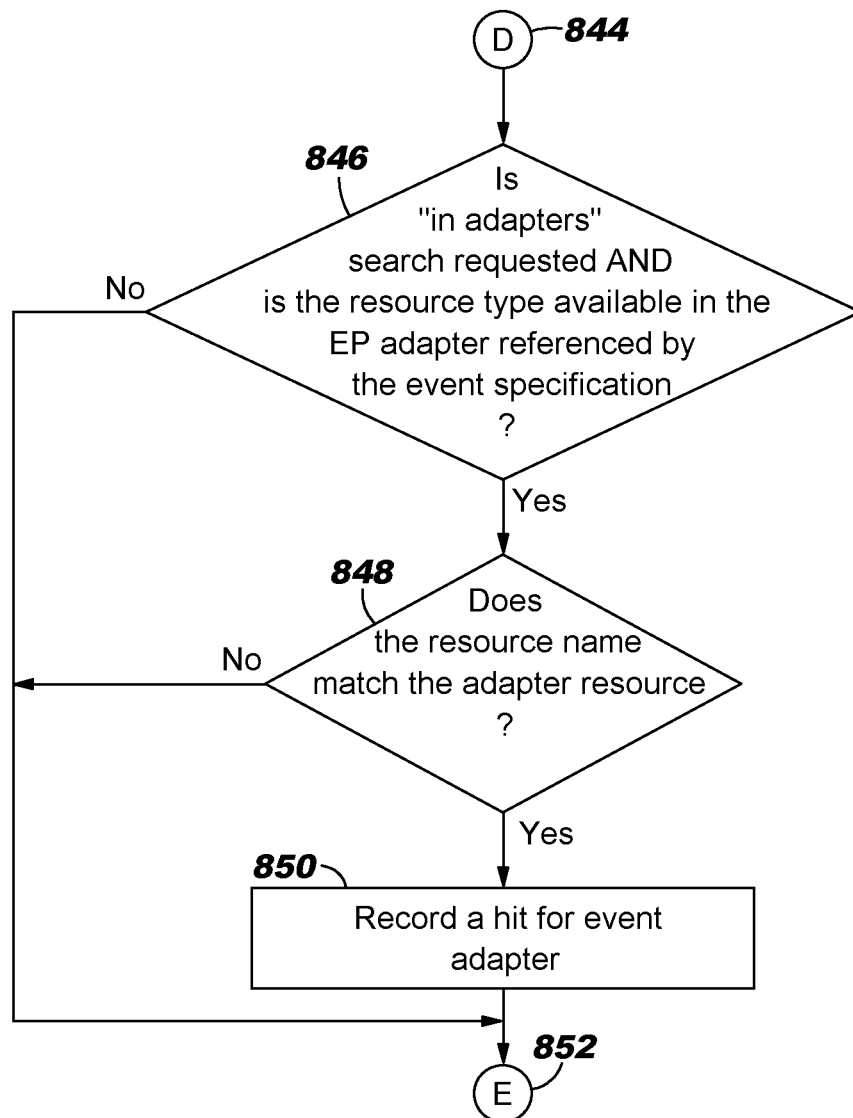 D
844
846
Is
"in adapters"
search requested AND
is the resource type available in the
EP adapter referenced by
the event specification
?
No
Yes
848
Does
the resource name
match the adapter resource
?
No
Yes
850
Record a hit for event
adapter
852
E